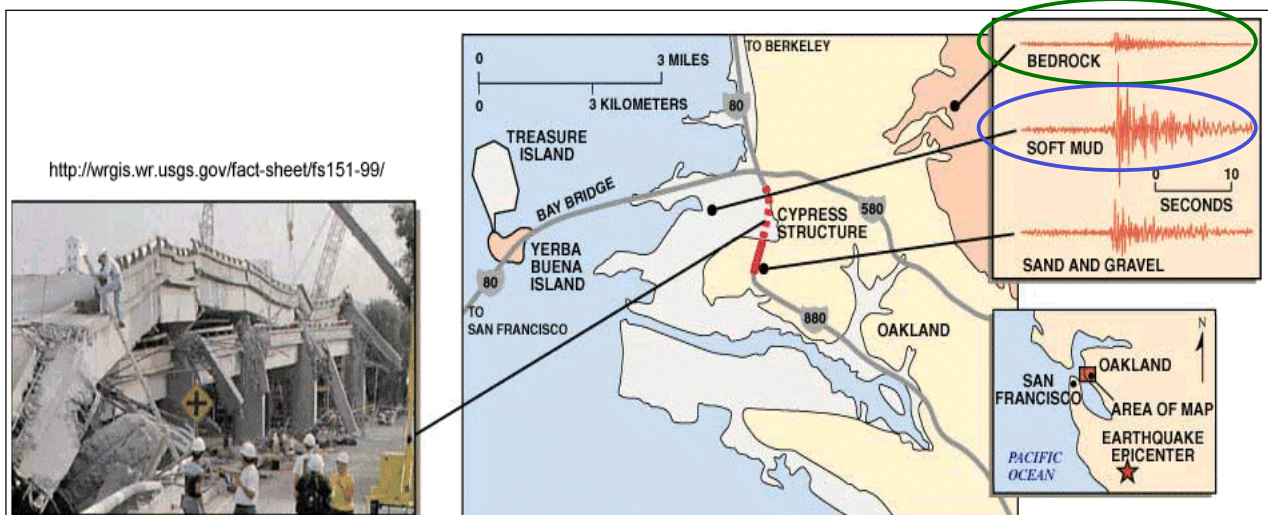 http://wrgis.wr.usgs.gov/fact-sheet/fs151-99/
TO BERKELEY
0 3 MILES
0 3 KILOMETERS
80
TREASURE
ISLAND
BAY BRIDGE
YERBA
BUENA
ISLAND
80
TO
SAN FRANCISCO
CYPRESS
STRUCTURE
580
880
OAKLAND
BEDROCK
SOFT MUD
0 10
SECONDS
SAND AND GRAVEL
N
OAKLAND
SAN
FRANCISCO
AREA OF MAP
EARTHQUAKE
EPICENTER
PACIFIC
OCEAN